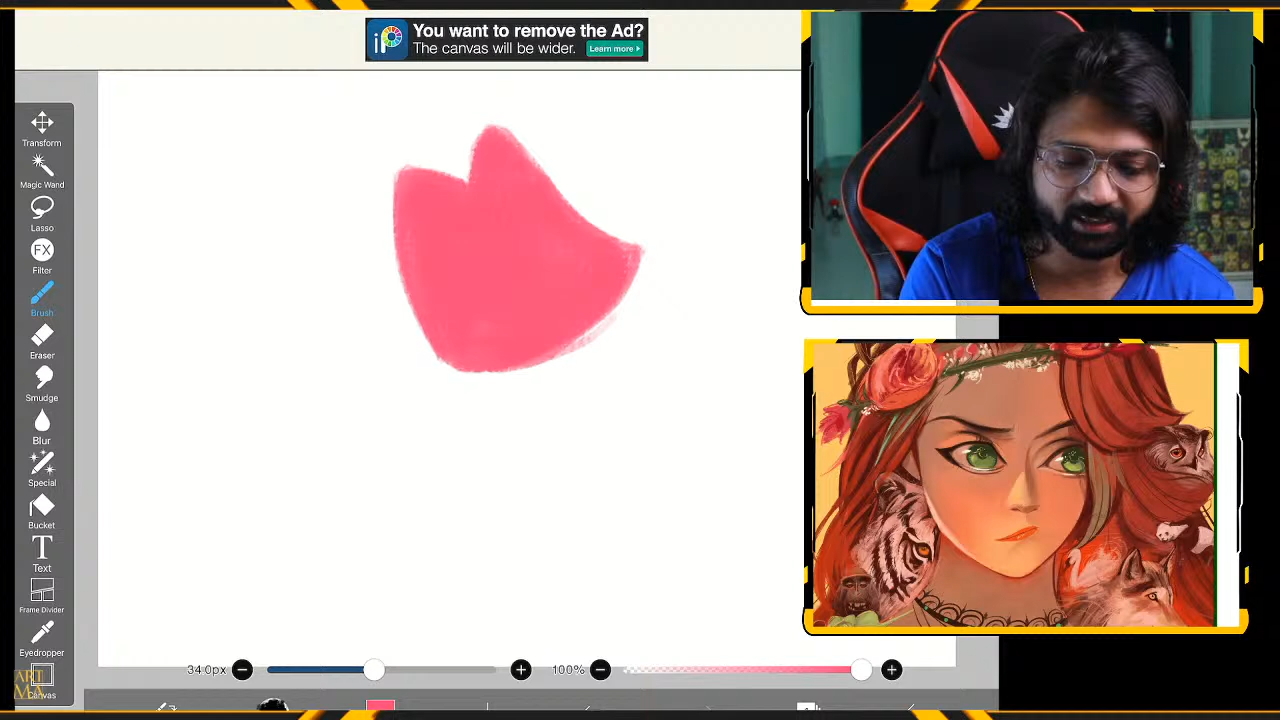 iP
You want to remove the Ad?
The canvas will be wider.
Learn more
Transform
Magic Wand
Lasso
FX
Filter
Brush
Eraser
Smudge
Blur
Special
Bucket
T
Text
Frame Divider
Eyedropper
Canvas
34.0px
100%